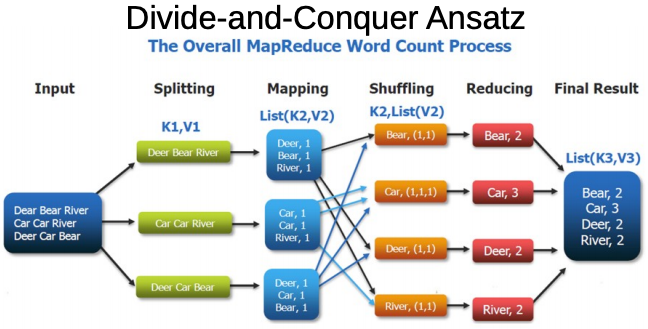 Divide-and-Conquer Ansatz
The Overall MapReduce Word Count Process
Input
Splitting
Mapping
Shuffling
Reducing
Final Result
K1,V1
List(K2,V2)
K2,List(V2)
List(K3,V3)
Dear Bear River
Car Car River
Deer Car Bear
Deer Bear River
Car Car River
Deer Car Bear
Deer, 1
Bear, 1
River, 1
Car, 1
Car, 1
River, 1
Deer, 1
Car, 1
Bear, 1
Bear, (1,1)
Car, (1,1,1)
Deer, (1,1)
River, (1,1)
Bear, 2
Car, 3
Deer, 2
River, 2
Bear, 2
Car, 3
Deer, 2
River, 2